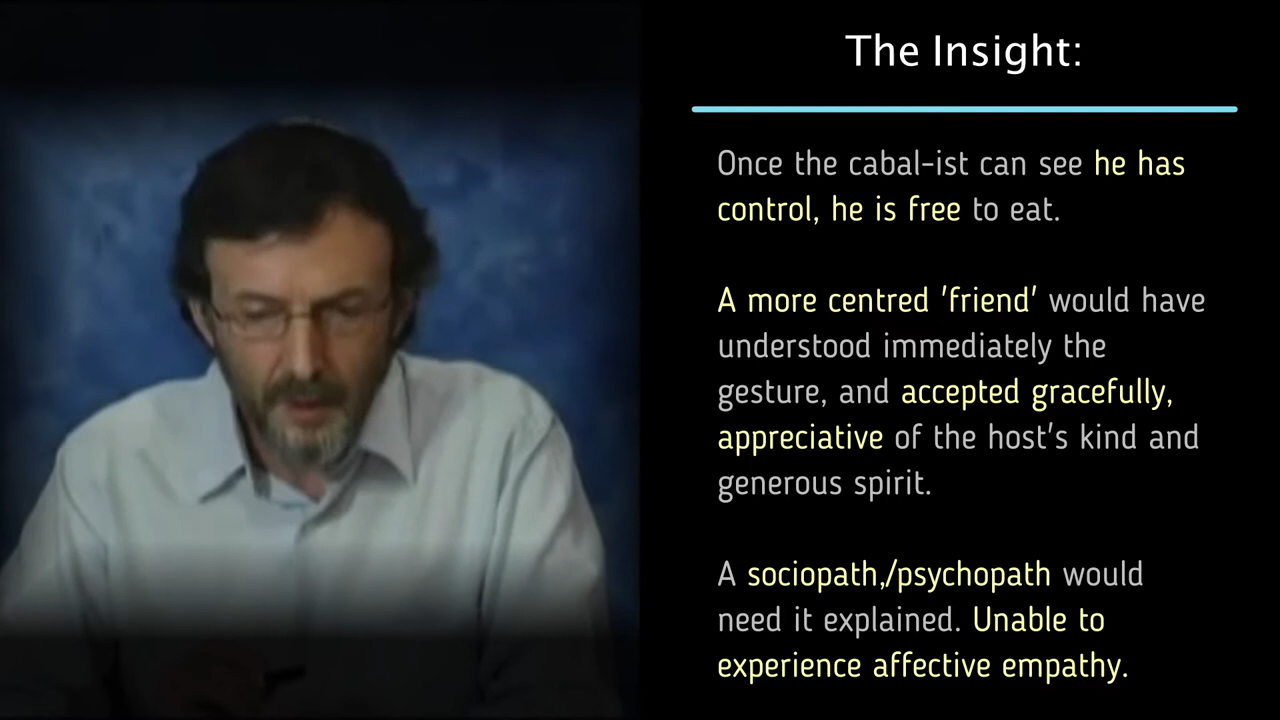 The Insight:
Once the cabal-ist can see he has
control, he is free to eat.
A more centred 'friend' would have
understood immediately the
gesture, and accepted gracefully,
appreciative of the host's kind and
generous spirit.
A sociopath,/psychopath would
need it explained. Unable to
experience affective empathy.